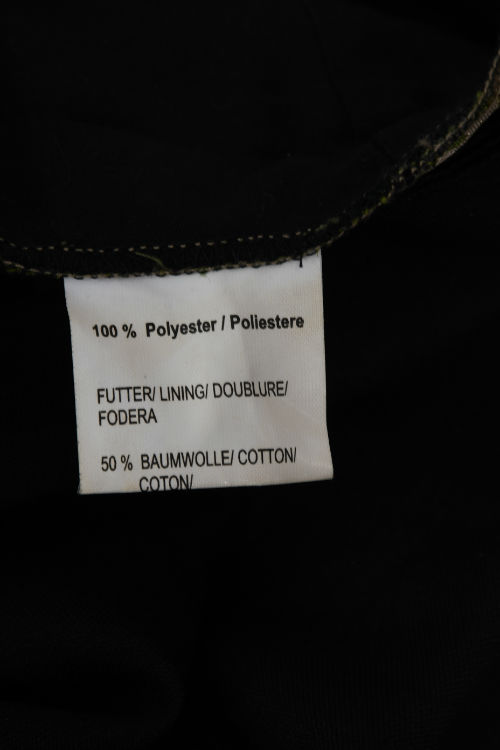 100 % Polyester / Poliestere
FUTTER/ LINING/ DOUBLURE/
FODERA
50 % BAUMWOLLE/ COTTON/
COTON/